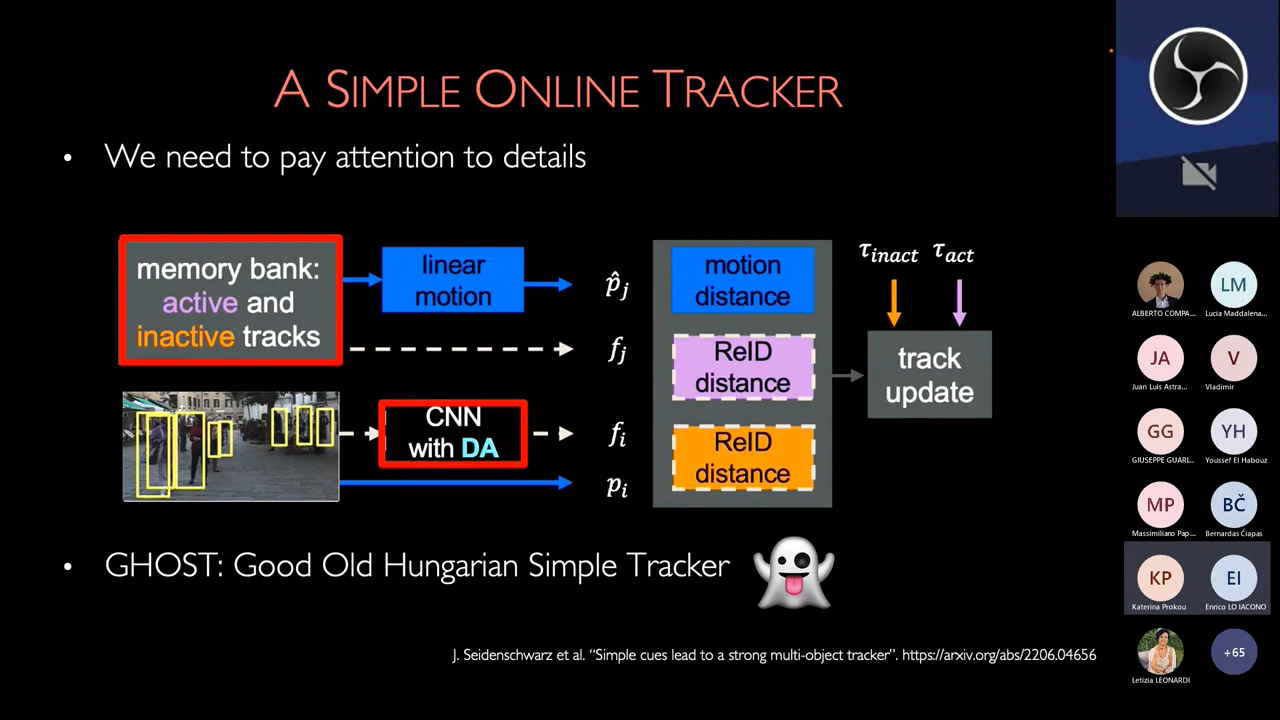 A SIMPLE ONLINE TRACKER
• We need to pay attention to details
memory bank:
active and
inactive tracks
linear
motion
p̂ⱼ
fⱼ
CNN
with DA
fᵢ
pᵢ
motion
distance
ReID
distance
ReID
distance
τinact τact
track
update
• GHOST: Good Old Hungarian Simple Tracker
J. Seidenschwarz et al. “Simple cues lead to a strong multi-object tracker”. https://arxiv.org/abs/2206.04656
ALBERTO COMPA...
LM
Lucia Maddalena...
JA
Juan Luis Astra...
V
Vladimir
GG
GIUSEPPE GUARI...
YH
Youssef El Habouz
MP
Massimiliano Pap...
BČ
Bernardas Čiapas
KP
Katerina Prokou
EI
Enrico LO IACONO
Letizia LEONARDI
+65